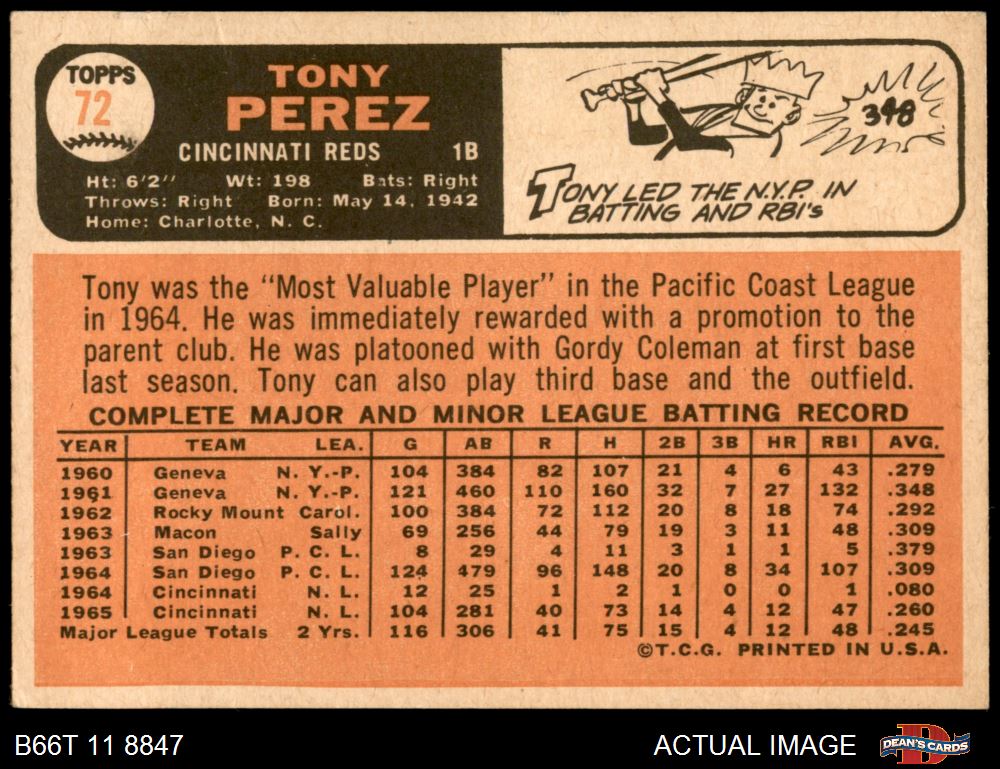 TOPPS
72
TONY
PEREZ
CINCINNATI REDS 1B
Ht: 6'2" Wt: 198 Bats: Right
Throws: Right Born: May 14, 1942
Home: Charlotte, N. C.
348
TONY LED THE N.Y.P. IN
BATTING AND RBI's
Tony was the "Most Valuable Player" in the Pacific Coast League
in 1964. He was immediately rewarded with a promotion to the
parent club. He was platooned with Gordy Coleman at first base
last season. Tony can also play third base and the outfield.
COMPLETE MAJOR AND MINOR LEAGUE BATTING RECORD
YEAR TEAM LEA. G AB R H 2B 3B HR RBI AVG.
1960 Geneva N. Y.-P. 104 384 82 107 21 4 6 43 .279
1961 Geneva N. Y.-P. 121 460 110 160 32 7 27 132 .348
1962 Rocky Mount Carol. 100 384 72 112 20 8 18 74 .292
1963 Macon Sally 69 256 44 79 19 3 11 48 .309
1963 San Diego P. C. L. 8 29 4 11 3 1 1 5 .379
1964 San Diego P. C. L. 124 479 96 148 20 8 34 107 .309
1964 Cincinnati N. L. 12 25 1 2 1 0 0 1 .080
1965 Cincinnati N. L. 104 281 40 73 14 4 12 47 .260
Major League Totals 2 Yrs. 116 306 41 75 15 4 12 48 .245
©T.C.G. PRINTED IN U.S.A.
B66T 11 8847 ACTUAL IMAGE
DEAN'S CARDS